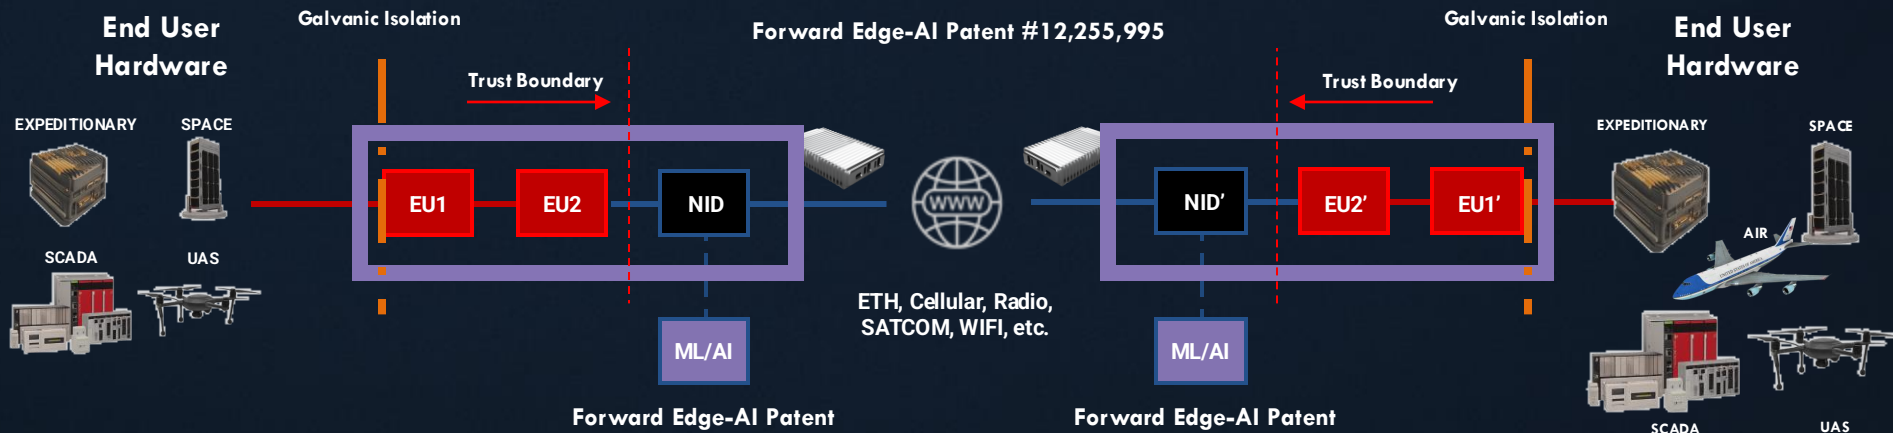 End User
Hardware
Galvanic Isolation
Forward Edge-AI Patent #12,255,995
Galvanic Isolation
End User
Hardware
Trust Boundary
Trust Boundary
EXPEDITIONARY
SPACE
EXPEDITIONARY
SPACE
EU1
EU2
NID
WWW
NID’
EU2’
EU1’
AIR
SCADA
UAS
ETH, Cellular, Radio,
SATCOM, WIFI, etc.
ML/AI
ML/AI
Forward Edge-AI Patent
Forward Edge-AI Patent
SCADA
UAS